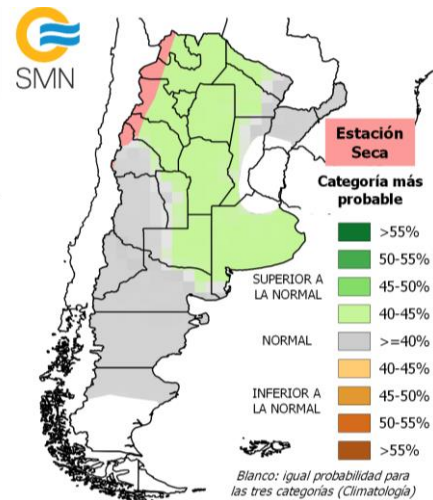 SMN
Estación
Seca
Categoría más
probable
>55%
50-55%
SUPERIOR A
LA NORMAL
45-50%
40-45%
NORMAL
>=40%
40-45%
INFERIOR A
LA NORMAL
45-50%
50-55%
>55%
Blanco: igual probabilidad para
las tres categorías (Climatología)